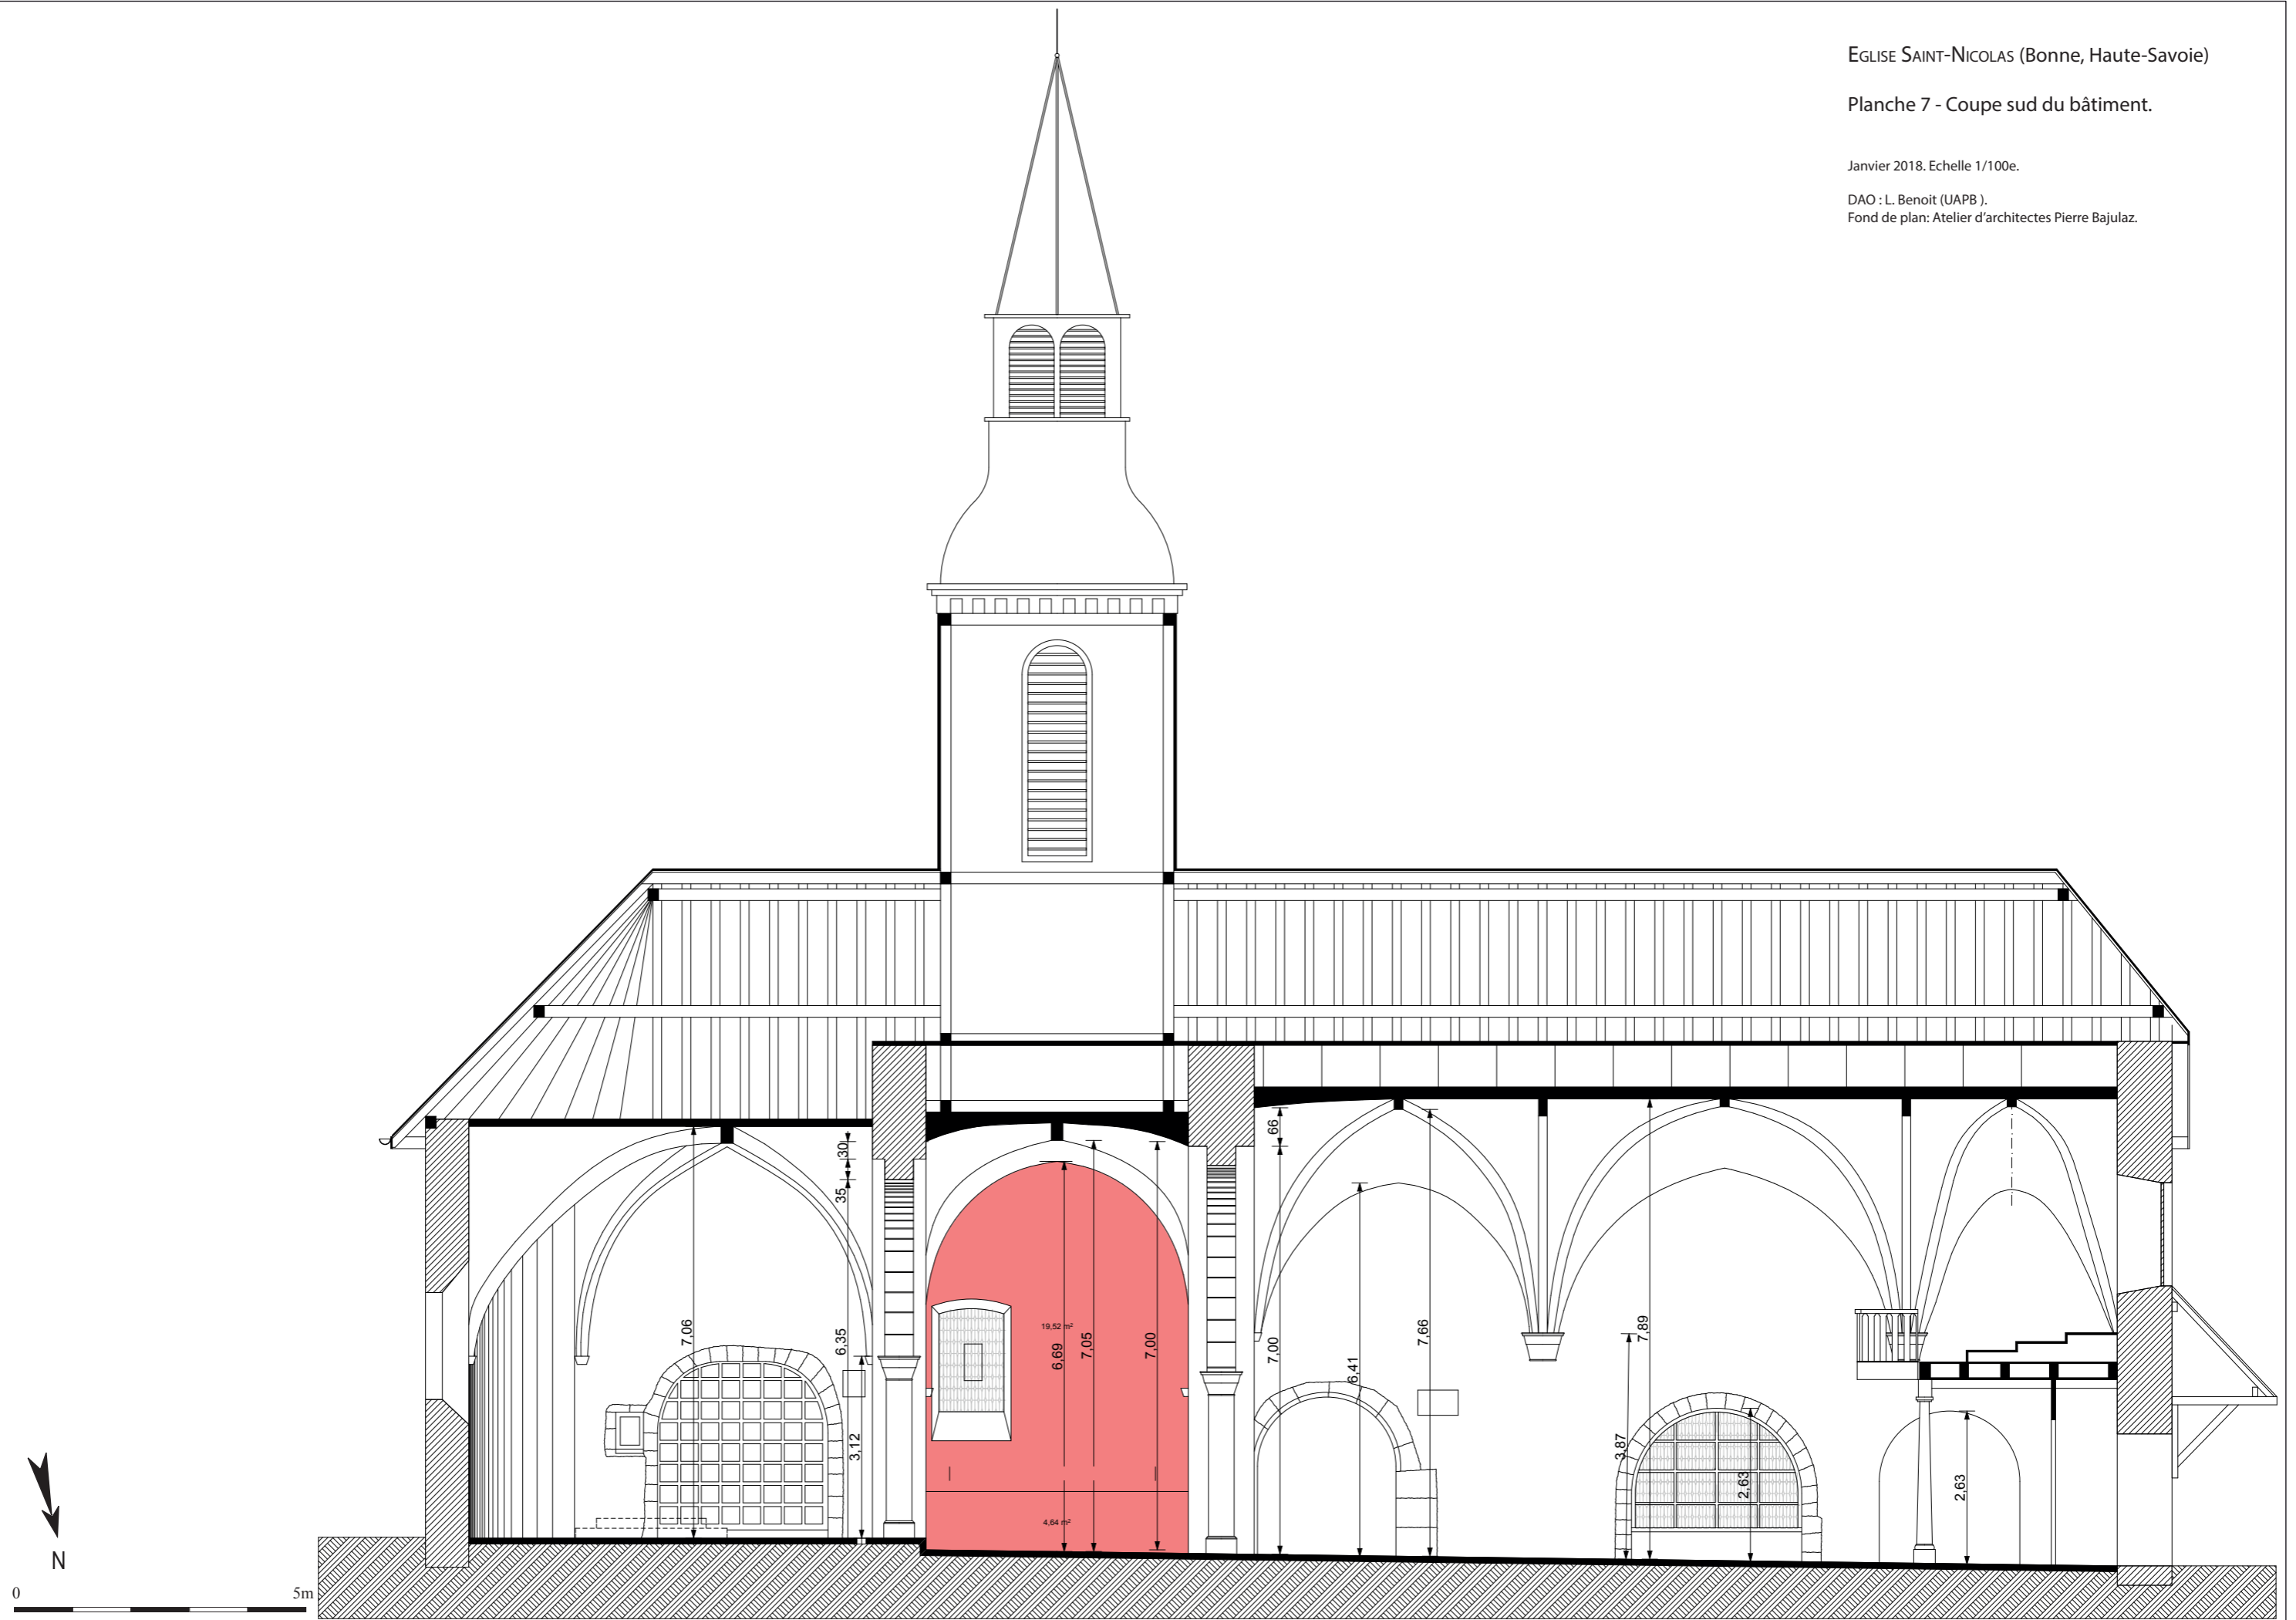 EGLISE SAINT-NICOLAS (Bonne, Haute-Savoie)
Planche 7 - Coupe sud du bâtiment.
Janvier 2018. Echelle 1/100e.
DAO : L. Benoit (UAPB ).
Fond de plan: Atelier d'architectes Pierre Bajulaz.
7,06
30
35
6,35
3,12
19,52 m²
6,69
7,05
7,00
4,64 m²
66
7,00
6,41
7,66
7,89
3,87
2,63
2,63
N
0 5m